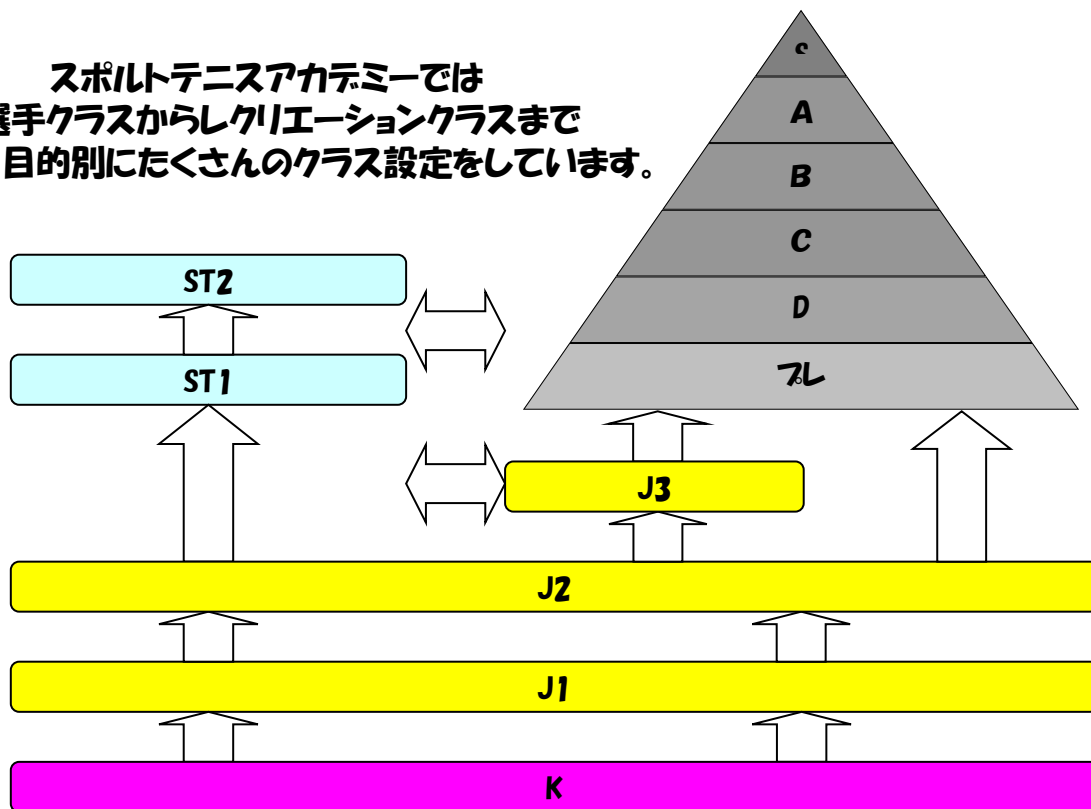 スポルトテニスアカデミーでは
選手クラスからレクリエーションクラスまで
目的別にたくさんのクラス設定をしています。
S
A
B
C
D
プレ
ST2
ST1
J3
J2
J1
K